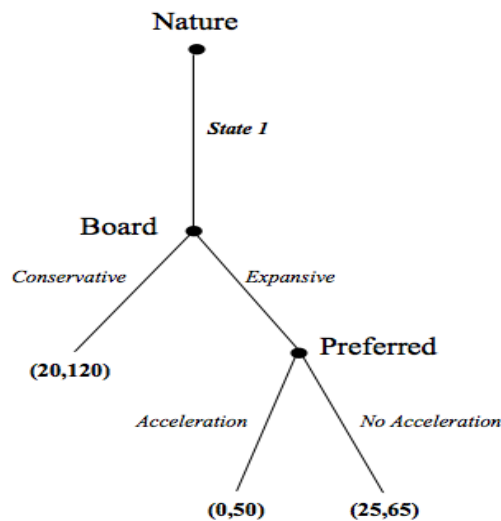 Nature
State 1
Board
Conservative
Expansive
Preferred
(20,120)
Acceleration
No Acceleration
(0,50)
(25,65)